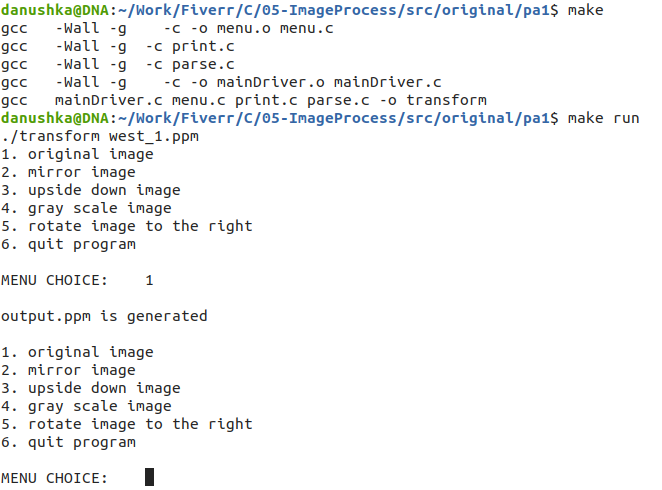 danushka@DNA:~/Work/Fiverr/C/05-ImageProcess/src/original/pa1$ make
gcc   -Wall -g    -c -o menu.o menu.c
gcc   -Wall -g  -c print.c
gcc   -Wall -g  -c parse.c
gcc   -Wall -g    -c -o mainDriver.o mainDriver.c
gcc   mainDriver.c menu.c print.c parse.c -o transform
danushka@DNA:~/Work/Fiverr/C/05-ImageProcess/src/original/pa1$ make run
./transform west_1.ppm
1. original image
2. mirror image
3. upside down image
4. gray scale image
5. rotate image to the right
6. quit program
MENU CHOICE:    1
output.ppm is generated
1. original image
2. mirror image
3. upside down image
4. gray scale image
5. rotate image to the right
6. quit program
MENU CHOICE: